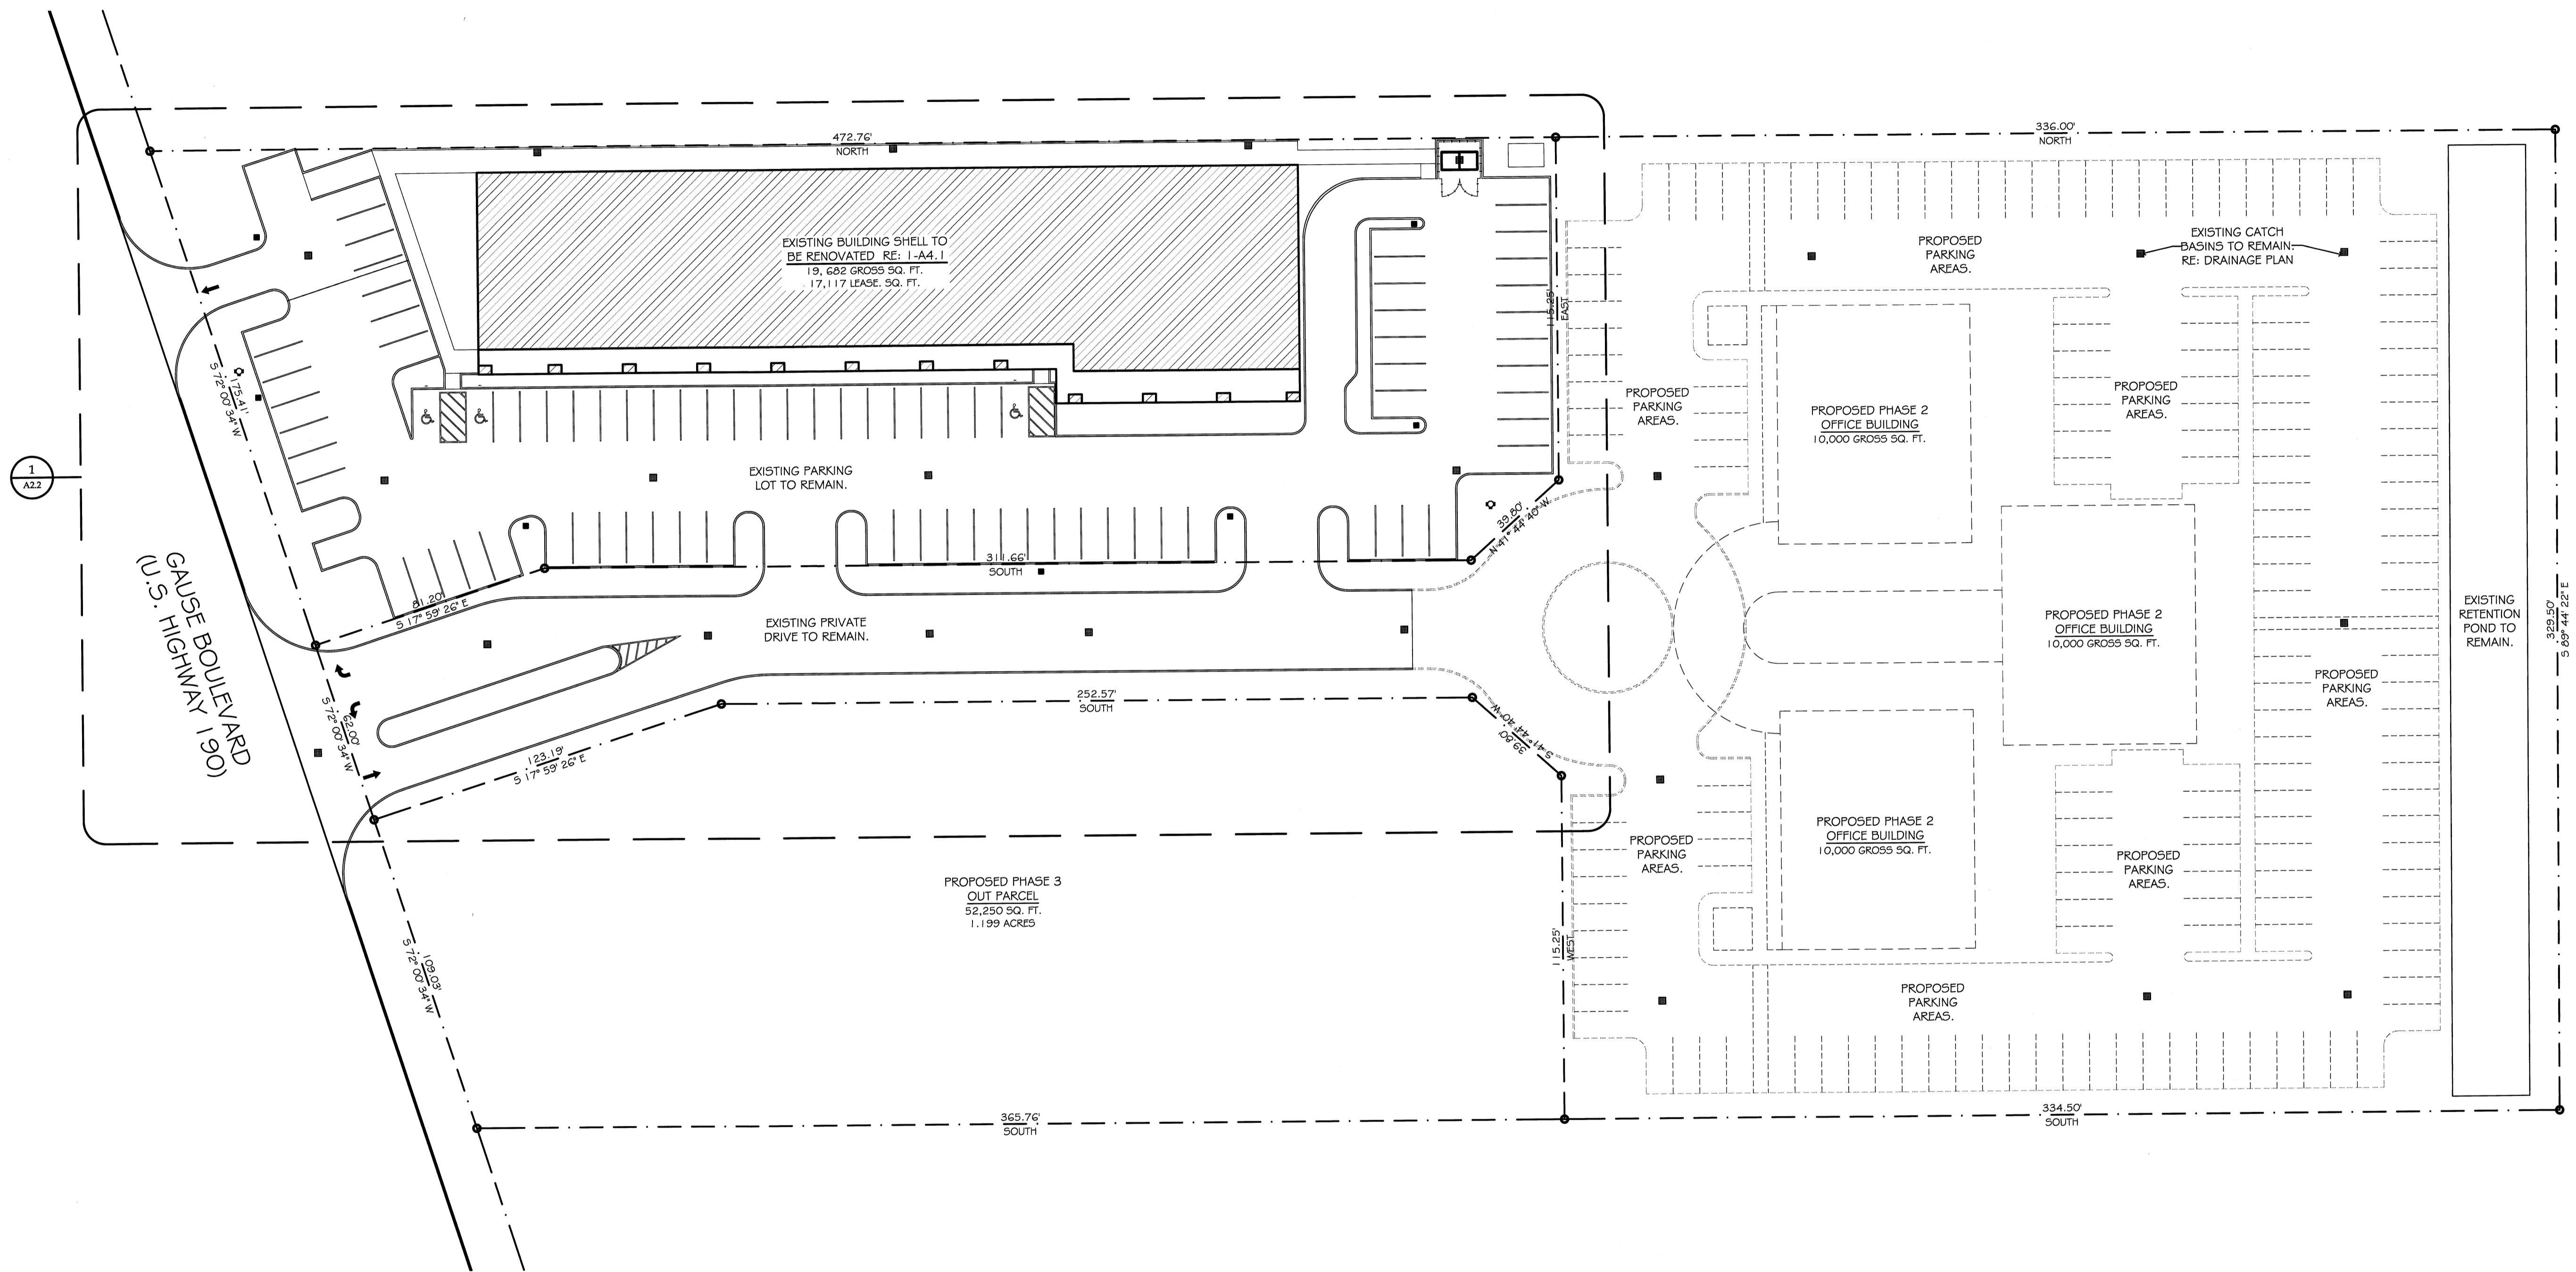 472.76'
NORTH
336.00'
NORTH
EXISTING BUILDING SHELL TO
BE RENOVATED RE: 1-A4.1
19, 682 GROSS SQ. FT.
17,117 LEASE. SQ. FT.
115.25'
EAST
PROPOSED
PARKING
AREAS.
EXISTING CATCH
BASINS TO REMAIN
RE: DRAINAGE PLAN
175.41'
S 72° 00' 34" W
PROPOSED
PARKING
AREAS.
PROPOSED PHASE 2
OFFICE BUILDING
10,000 GROSS SQ. FT.
PROPOSED
PARKING
AREAS.
1
A2.2
EXISTING PARKING
LOT TO REMAIN.
39.80'
N 41° 44' 40" W
311.66'
SOUTH
81.20'
S 17° 59' 26" E
GAUSE BOULEVARD
(U.S. HIGHWAY 190)
EXISTING PRIVATE
DRIVE TO REMAIN.
PROPOSED PHASE 2
OFFICE BUILDING
10,000 GROSS SQ. FT.
EXISTING
RETENTION
POND TO
REMAIN.
329.50'
S 89° 44' 22" E
62.00'
S 72° 00' 34" W
252.57'
SOUTH
39.80'
S 41° 44' 40" W
123.19'
S 17° 59' 26" E
PROPOSED
PARKING
AREAS.
PROPOSED PHASE 2
OFFICE BUILDING
10,000 GROSS SQ. FT.
PROPOSED
PARKING
AREAS.
PROPOSED
PARKING
AREAS.
PROPOSED PHASE 3
OUT PARCEL
52,250 SQ. FT.
1.199 ACRES
109.03'
S 72° 00' 34" W
115.25'
WEST
PROPOSED
PARKING
AREAS.
365.76'
SOUTH
334.50'
SOUTH